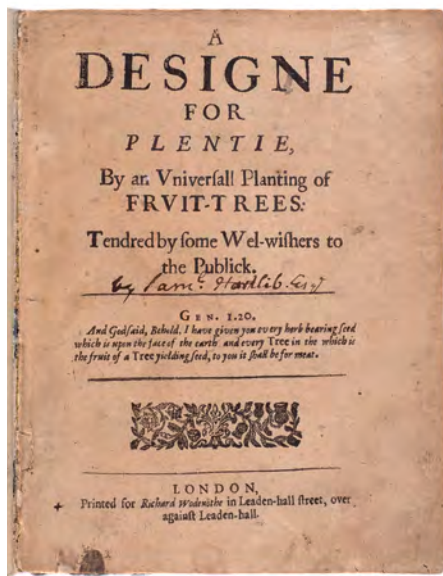 A
DESIGNE
FOR
PLENTIE,
By an Vniverſall Planting of
FRVIT-TREES:
Tendred by ſome Wel-wiſhers to
the Publick.
by Samˡ. Hartlib. Esqʳ
GEN. 1.20.
And God ſaid, Behold, I have given you every herb bearing ſeed
which is upon the face of the earth and every Tree in the which is
the fruit of a Tree yielding ſeed, to you it ſhall be for meat.
LONDON,
Printed for Richard Wodenothe in Leaden-hall ſtreet, over
againſt Leaden-hall.